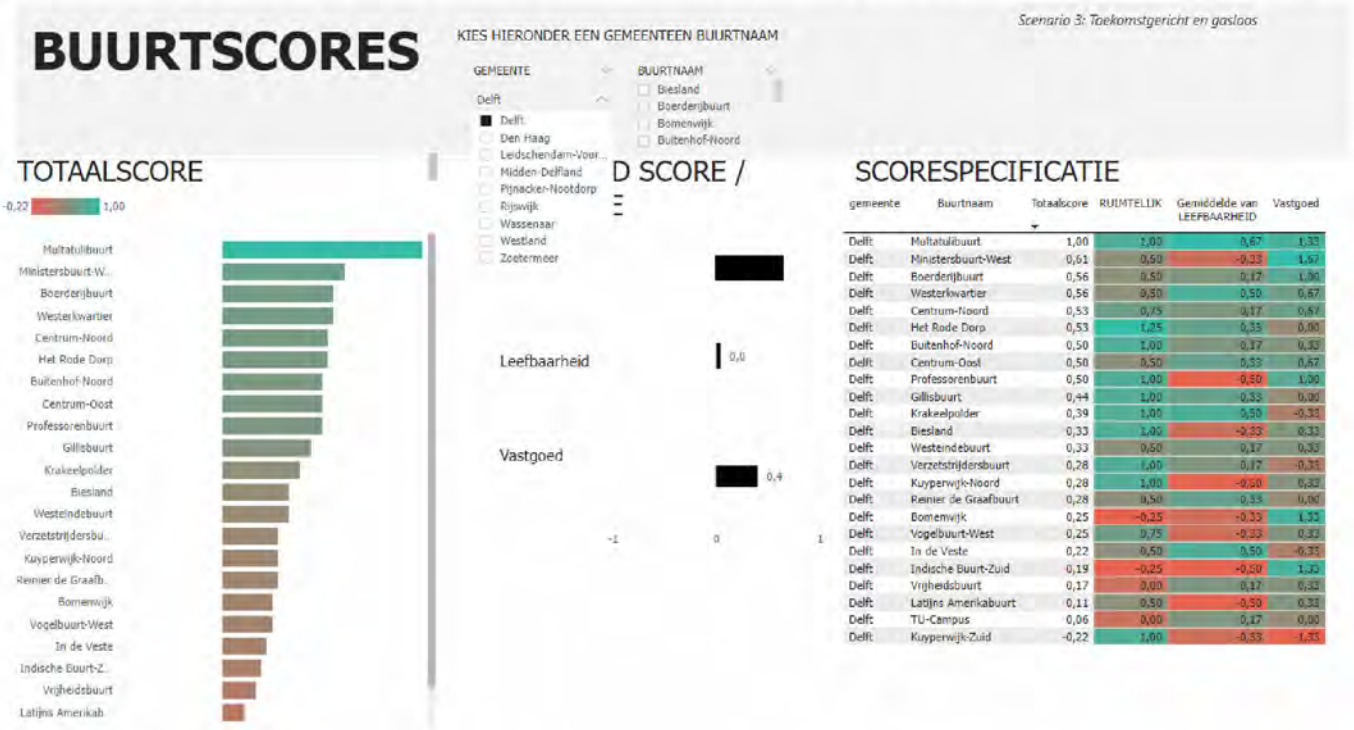 BUURTSCORES
KIES HIERONDER EEN GEMEENTEEN BUURTNAAM
Scenario 3: Toekomstgericht en gasloos
GEMEENTE
Delft
Delft
Den Haag
Leidschendam-Voor...
Midden-Delfland
Pijnacker-Nootdorp
Rijswijk
Wassenaar
Westland
Zoetermeer
BUURTNAAM
Biesland
Boerderijbuurt
Bomenwijk
Buitenhof-Noord
TOTAALSCORE
-0,22 1,00
Multatulibuurt
Ministersbuurt-W...
Boerderijbuurt
Westerkwartier
Centrum-Noord
Het Rode Dorp
Buitenhof-Noord
Centrum-Oost
Professorenbuurt
Gillisbuurt
Krakeelpolder
Biesland
Westeindebuurt
Verzetstrijdersbu...
Kuyperwijk-Noord
Reinier de Graafb...
Bomenwijk
Vogelbuurt-West
In de Veste
Indische Buurt-Z...
Vrijheidsbuurt
Latijns Amerikab...
D SCORE /
Leefbaarheid
0,0
Vastgoed
0,4
-1 0 1
SCORESPECIFICATIE
gemeente Buurtnaam Totaalscore RUIMTELIJK Gemiddelde van LEEFBAARHEID Vastgoed
Delft Multatulibuurt 1,00 1,00 0,67 1,33
Delft Ministersbuurt-West 0,61 0,50 -0,33 1,67
Delft Boerderijbuurt 0,56 0,50 0,17 1,00
Delft Westerkwartier 0,56 0,50 0,50 0,67
Delft Centrum-Noord 0,53 0,75 0,17 0,67
Delft Het Rode Dorp 0,53 1,25 0,33 0,00
Delft Buitenhof-Noord 0,50 1,00 0,17 0,33
Delft Centrum-Oost 0,50 0,50 0,33 0,67
Delft Professorenbuurt 0,50 1,00 -0,50 1,00
Delft Gillisbuurt 0,44 1,00 0,33 0,00
Delft Krakeelpolder 0,39 1,00 0,50 -0,33
Delft Biesland 0,33 1,00 -0,33 0,33
Delft Westeindebuurt 0,33 0,50 0,17 0,33
Delft Verzetstrijdersbuurt 0,28 1,00 0,17 -0,33
Delft Kuyperwijk-Noord 0,28 1,00 -0,50 0,33
Delft Reinier de Graafbuurt 0,28 0,50 0,33 0,00
Delft Bomenwijk 0,25 -0,25 -0,33 1,33
Delft Vogelbuurt-West 0,25 0,75 -0,33 0,33
Delft In de Veste 0,22 0,50 0,50 -0,33
Delft Indische Buurt-Zuid 0,19 -0,25 -0,50 1,33
Delft Vrijheidsbuurt 0,17 0,00 0,17 0,33
Delft Latijns Amerikabuurt 0,11 0,50 -0,50 0,33
Delft TU-Campus 0,06 0,00 0,17 0,00
Delft Kuyperwijk-Zuid -0,22 1,00 -0,33 -1,33